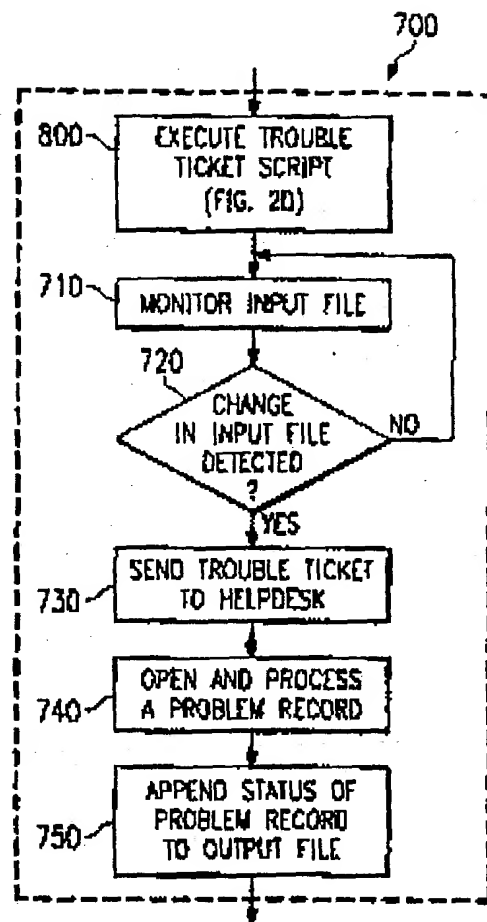 700
800
EXECUTE TROUBLE
TICKET SCRIPT
(FIG. 2D)
710
MONITOR INPUT FILE
720
CHANGE
IN INPUT FILE
DETECTED
?
NO
YES
730
SEND TROUBLE TICKET
TO HELPDESK
740
OPEN AND PROCESS
A PROBLEM RECORD
750
APPEND STATUS OF
PROBLEM RECORD
TO OUTPUT FILE